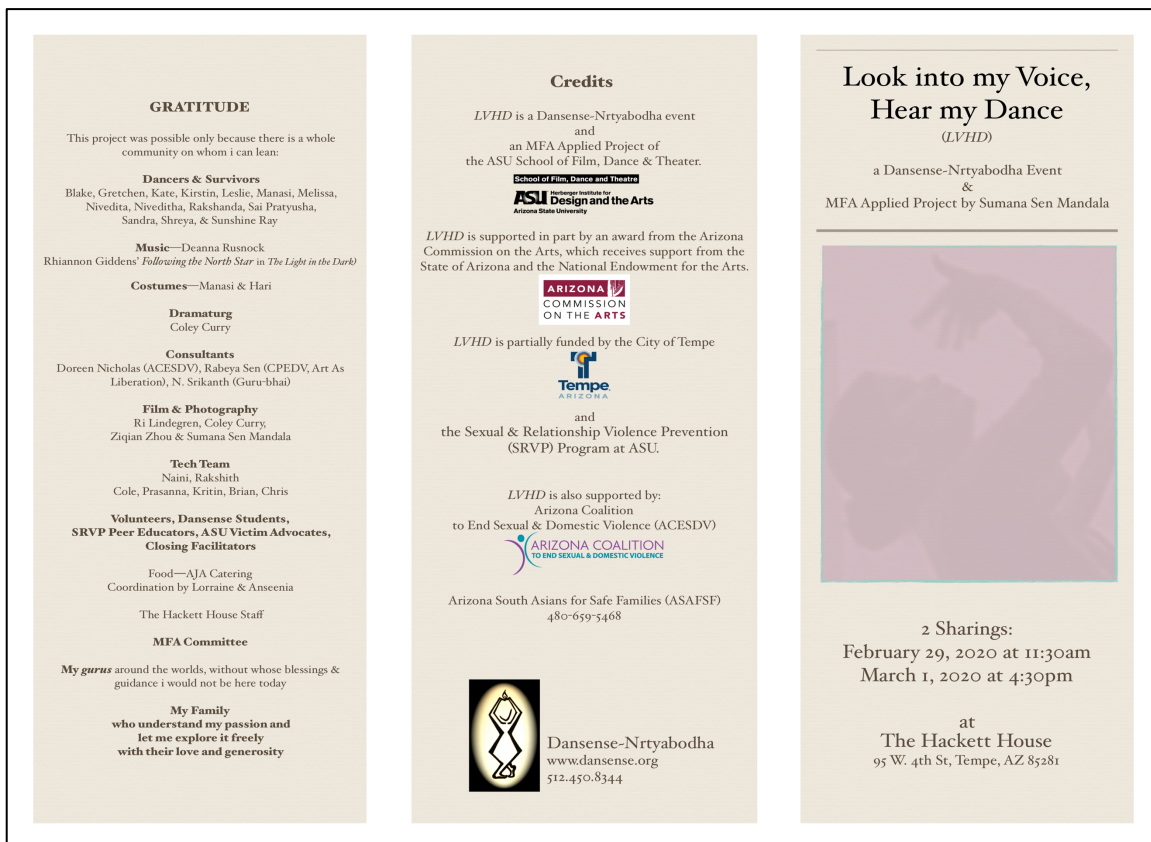 GRATITUDE
This project was possible only because there is a whole
community on whom i can lean:
Dancers & Survivors
Blake, Gretchen, Kate, Kirstin, Leslie, Manasi, Melissa,
Nivedita, Niveditha, Rakshanda, Sai Pratyusha,
Sandra, Shreya, & Sunshine Ray
Music—Deanna Rusnock
Rhiannon Giddens' Following the North Star in The Light in the Dark)
Costumes—Manasi & Hari
Dramaturg
Coley Curry
Consultants
Doreen Nicholas (ACESDV), Rabeya Sen (CPEDV, Art As
Liberation), N. Srikanth (Guru-bhai)
Film & Photography
Ri Lindegren, Coley Curry,
Ziqian Zhou & Sumana Sen Mandala
Tech Team
Naini, Rakshith
Cole, Prasanna, Kritin, Brian, Chris
Volunteers, Dansense Students,
SRVP Peer Educators, ASU Victim Advocates,
Closing Facilitators
Food—AJA Catering
Coordination by Lorraine & Anseenia
The Hackett House Staff
MFA Committee
My gurus around the worlds, without whose blessings &
guidance i would not be here today
My Family
who understand my passion and
let me explore it freely
with their love and generosity
Credits
LVHD is a Dansense-Nrtyabodha event
and
an MFA Applied Project of
the ASU School of Film, Dance & Theater.
School of Film, Dance and Theatre
ASU Herberger Institute for
Design and the Arts
Arizona State University
LVHD is supported in part by an award from the Arizona
Commission on the Arts, which receives support from the
State of Arizona and the National Endowment for the Arts.
ARIZONA
COMMISSION
ON THE ARTS
LVHD is partially funded by the City of Tempe
Tempe
ARIZONA
and
the Sexual & Relationship Violence Prevention
(SRVP) Program at ASU.
LVHD is also supported by:
Arizona Coalition
to End Sexual & Domestic Violence (ACESDV)
ARIZONA COALITION
TO END SEXUAL & DOMESTIC VIOLENCE
Arizona South Asians for Safe Families (ASAFSF)
480-659-5468
Dansense-Nrtyabodha
www.dansense.org
512.450.8344
Look into my Voice,
Hear my Dance
(LVHD)
a Dansense-Nrtyabodha Event
&
MFA Applied Project by Sumana Sen Mandala
2 Sharings:
February 29, 2020 at 11:30am
March 1, 2020 at 4:30pm
at
The Hackett House
95 W. 4th St, Tempe, AZ 85281